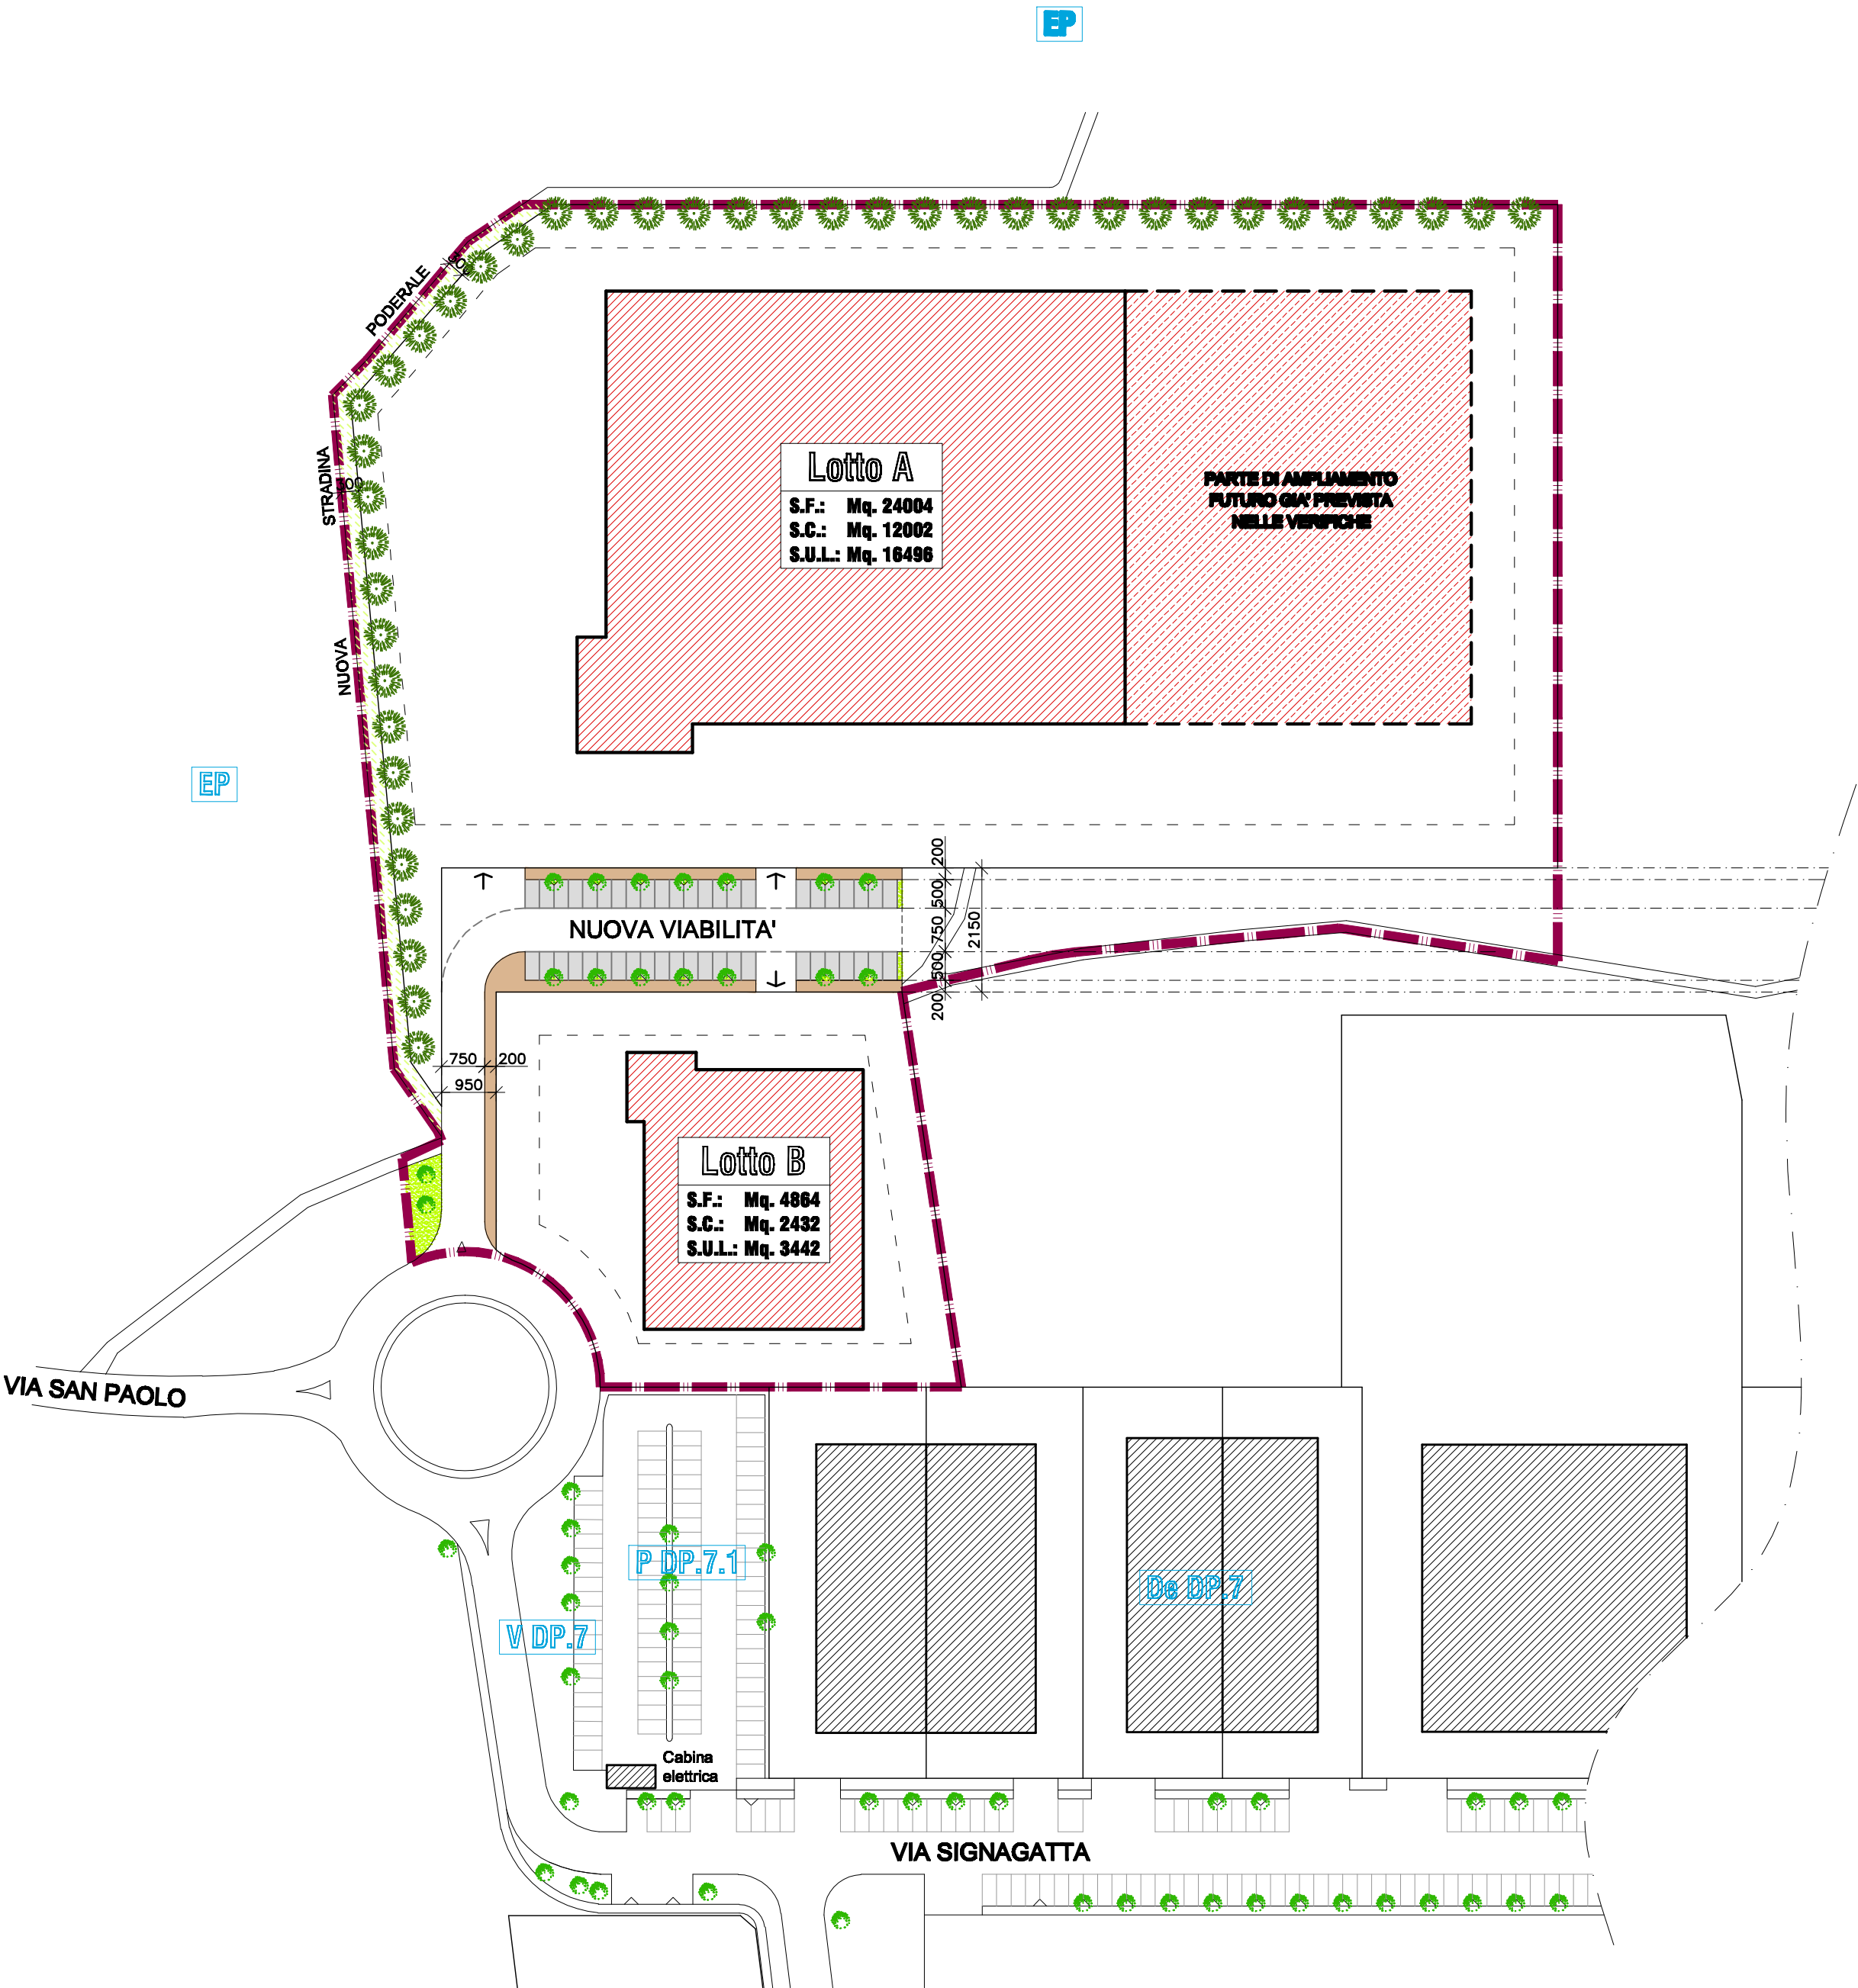 EP
PODERALE
500
STRADINA
500
NUOVA
Lotto A
S.F.: Mq. 24004
S.C.: Mq. 12002
S.U.L.: Mq. 16496
PARTE DI AMPLIAMENTO
FUTURO GIA' PREVISTA
NELLE VERIFICHE
EP
NUOVA VIABILITA'
200
500
750
500
200
2150
750
200
950
Lotto B
S.F.: Mq. 4864
S.C.: Mq. 2432
S.U.L.: Mq. 3442
VIA SAN PAOLO
P DP.7.1
De DP.7
V DP.7
Cabina
elettrica
VIA SIGNAGATTA